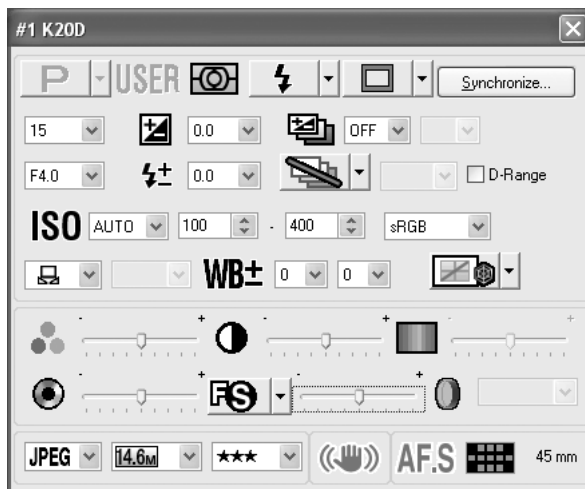 #1 K20D
P USER Synchronize...
15 0.0 OFF
F4.0 0.0 D-Range
ISO AUTO 100 - 400 sRGB
WB± 0 0
- + - + - +
- + FS - +
JPEG 14.6M ★★★ AF.S 45 mm